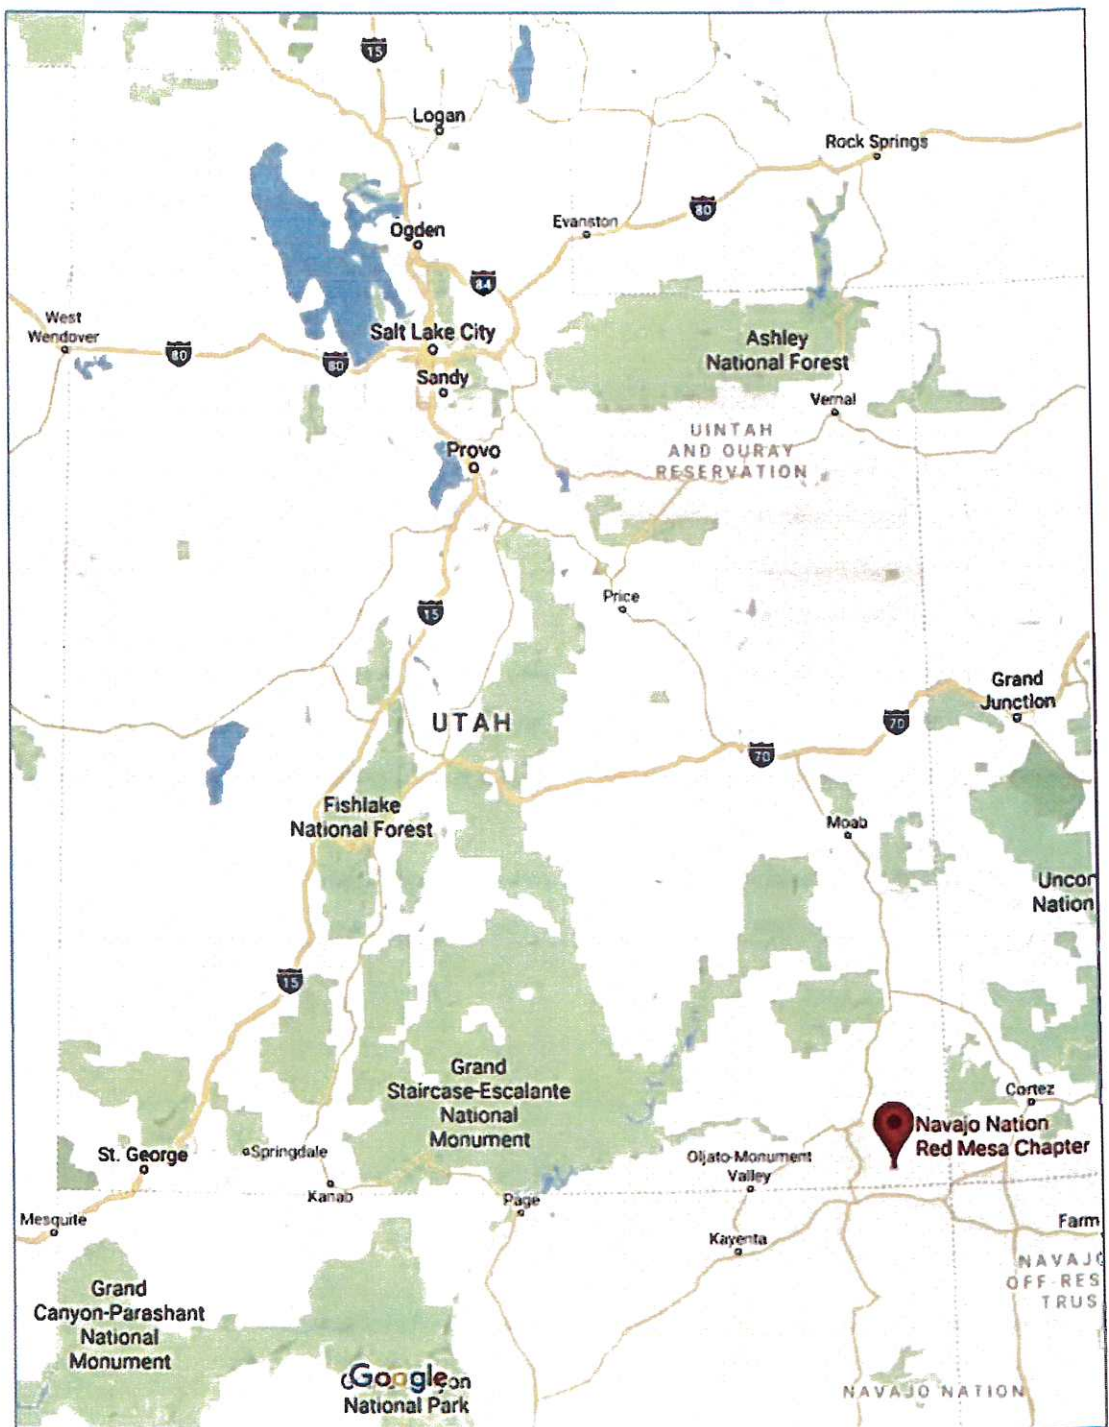 15
Logan
Rock Springs
80
Evanston
Ogden
84
West
Wendover
Salt Lake City
80
80
Sandy
Ashley
National Forest
Vernal
UINTAH
AND OURAY
RESERVATION
Provo
Price
15
Grand
Junction
UTAH
70
70
Fishlake
National Forest
Moab
Uncor
Nation
15
Grand
Staircase-Escalante
National
Monument
Cortez
Navajo Nation
Red Mesa Chapter
St. George
Springdale
Oljato-Monument
Valley
Kanab
Page
Mesquite
Farm
Kayenta
NAVAJO
OFF-RES
TRUS
Grand
Canyon-Parashant
National
Monument
Google
National Park
NAVAJO NATION